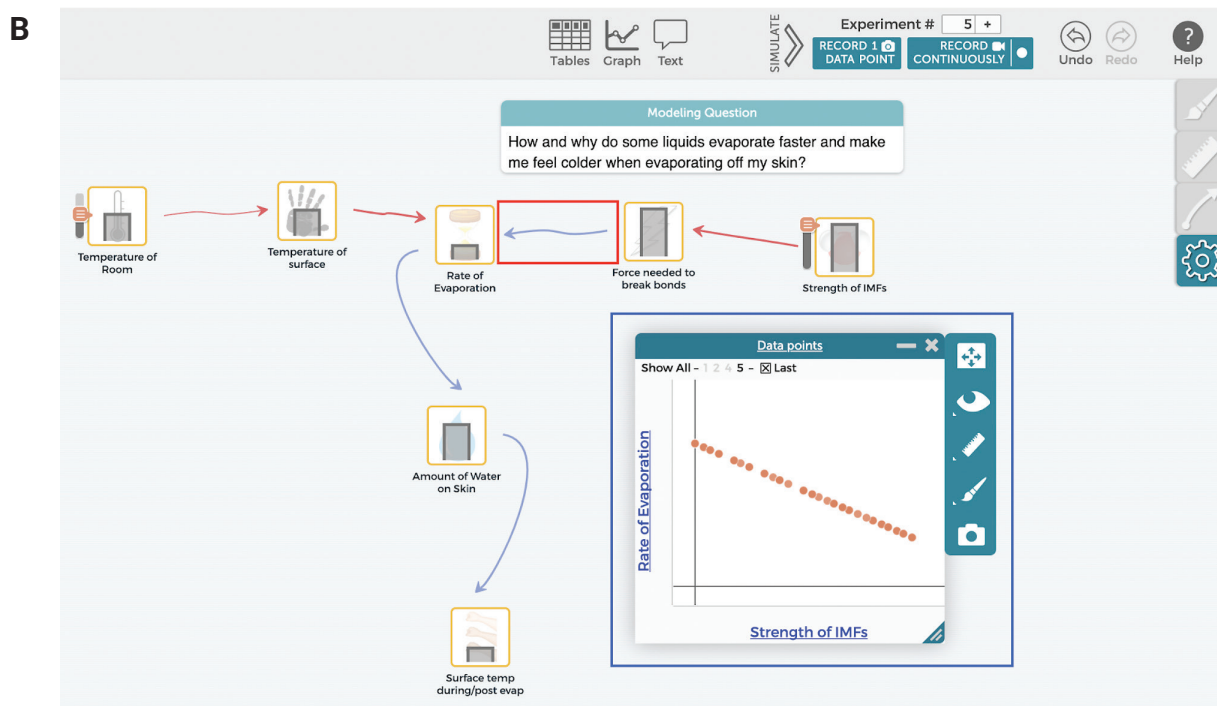 B
Tables Graph Text
SIMULATE
Experiment # 5 +
RECORD 1
DATA POINT
RECORD
CONTINUOUSLY
Undo Redo
?
Help
Modeling Question
How and why do some liquids evaporate faster and make
me feel colder when evaporating off my skin?
Temperature of
Room
Temperature of
surface
Rate of
Evaporation
Force needed to
break bonds
Strength of IMFs
Data points
Show All - 1 2 4 5 - Last
Rate of Evaporation
Strength of IMFs
Amount of Water
on Skin
Surface temp
during/post evap